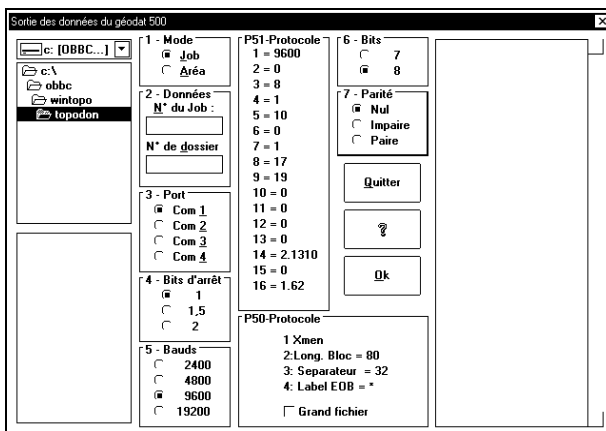 Sortie des données du géodat 500
c: [OBBC...]
c:\
obbc
wintopo
topodon
1 - Mode
Job
Aréa
2 - Données
N° du Job :
N° de dossier
3 - Port
Com 1
Com 2
Com 3
Com 4
4 - Bits d'arrêt
1
1,5
2
5 - Bauds
2400
4800
9600
19200
P51-Protocole
1 = 9600
2 = 0
3 = 8
4 = 1
5 = 10
6 = 0
7 = 1
8 = 17
9 = 19
10 = 0
11 = 0
12 = 0
13 = 0
14 = 2.1310
15 = 0
16 = 1.62
P50-Protocole
1 Xmen
2:Long. Bloc = 80
3: Separateur = 32
4: Label EOB = *
Grand fichier
6 - Bits
7
8
7 - Parité
Nul
Impaire
Paire
Quitter
?
Ok